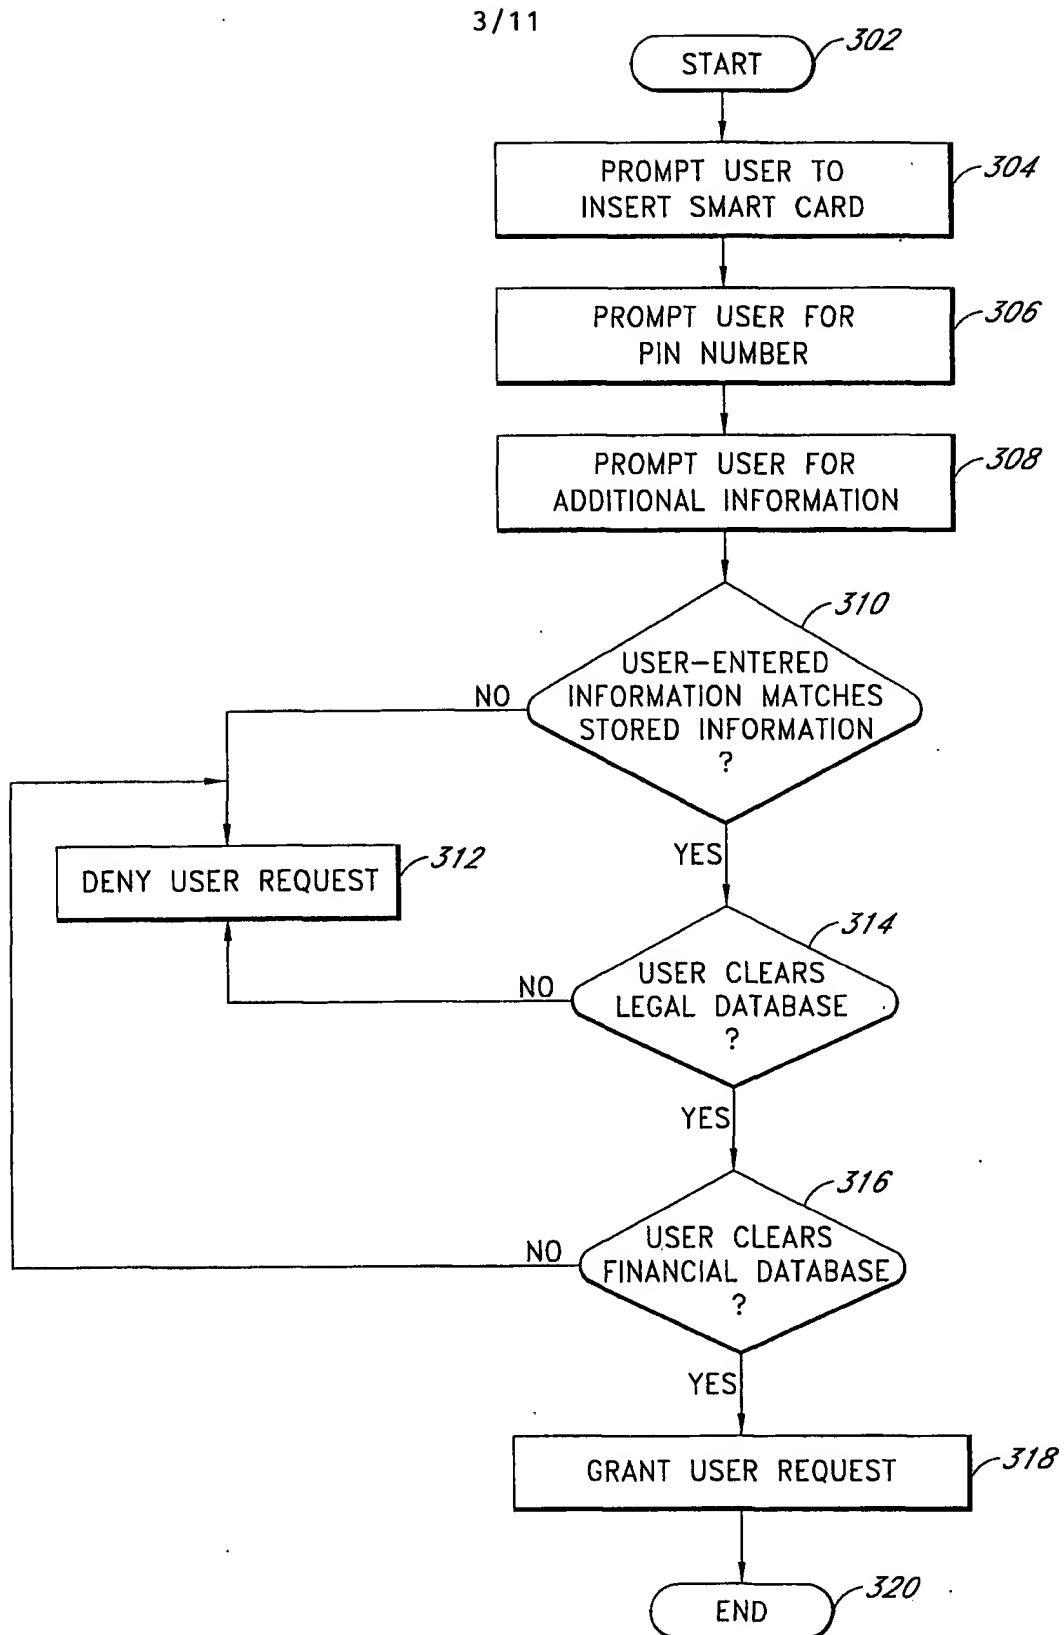 3/11
START
302
PROMPT USER TO
INSERT SMART CARD
304
PROMPT USER FOR
PIN NUMBER
306
PROMPT USER FOR
ADDITIONAL INFORMATION
308
310
USER-ENTERED
INFORMATION MATCHES
STORED INFORMATION
?
NO
YES
DENY USER REQUEST
312
314
USER CLEARS
LEGAL DATABASE
?
NO
YES
316
USER CLEARS
FINANCIAL DATABASE
?
NO
YES
GRANT USER REQUEST
318
END
320